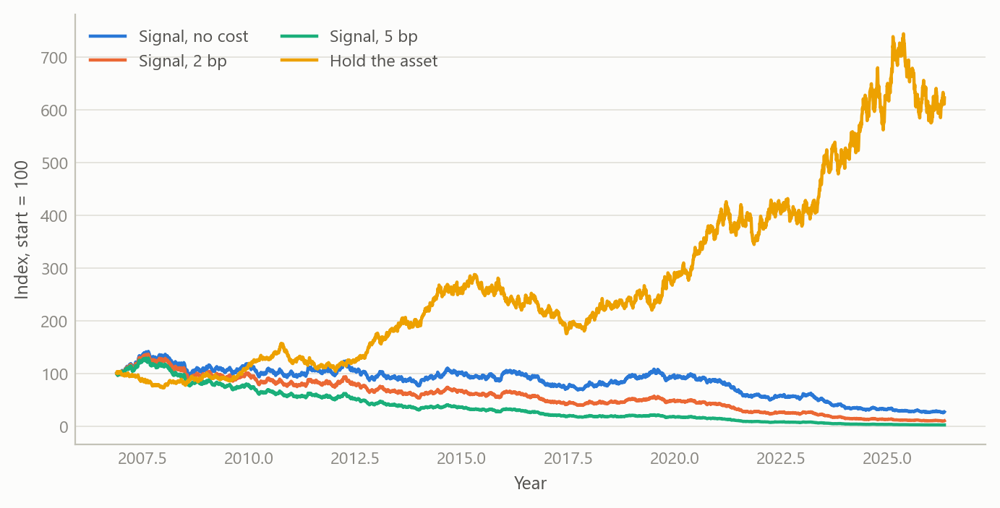 Signal, no cost
Signal, 2 bp
Signal, 5 bp
Hold the asset
700
600
500
400
300
200
100
0
Index, start = 100
2007.5 2010.0 2012.5 2015.0 2017.5 2020.0 2022.5 2025.0
Year